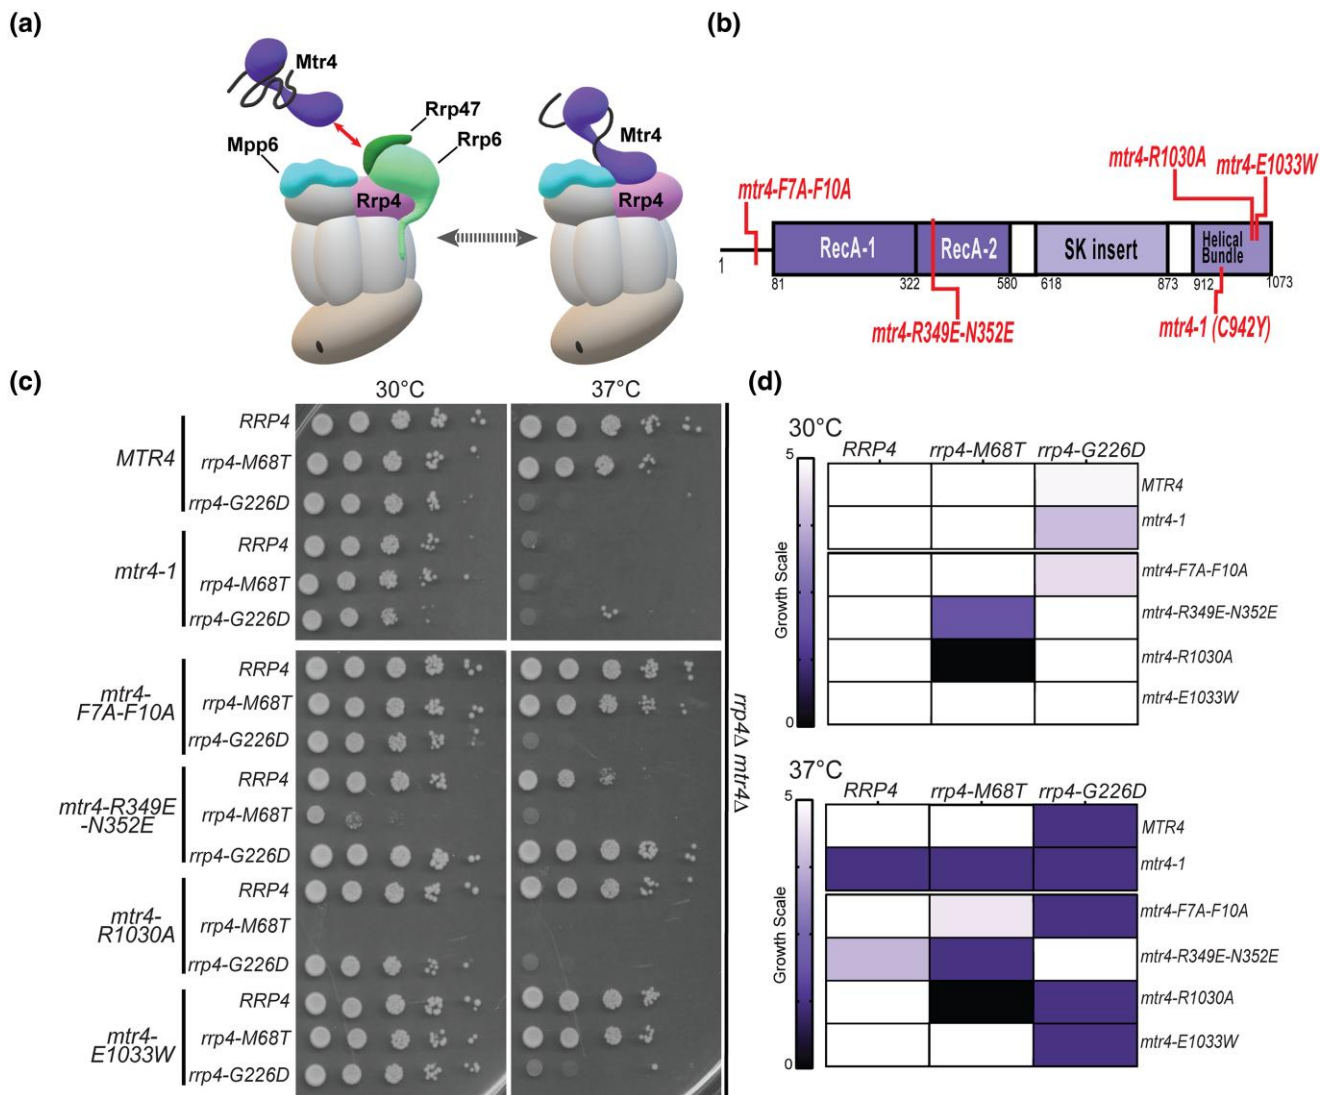 (a)
Mtr4
Rrp47
Mpp6
Rrp6
Rrp4
Mtr4
Rrp4
(b)
mtr4-R1030A
mtr4-E1033W
mtr4-F7A-F10A
RecA-1
RecA-2
SK insert
Helical
Bundle
1
81
322
580
618
873
912
1073
mtr4-R349E-N352E
mtr4-1 (C942Y)
(c)
30°C
37°C
MTR4
RRP4
rrp4-M68T
rrp4-G226D
mtr4-1
RRP4
rrp4-M68T
rrp4-G226D
mtr4-
F7A-F10A
RRP4
rrp4-M68T
rrp4-G226D
mtr4-R349E
-N352E
RRP4
rrp4-M68T
rrp4-G226D
mtr4-
R1030A
RRP4
rrp4-M68T
rrp4-G226D
mtr4-
E1033W
RRP4
rrp4-M68T
rrp4-G226D
rrp4Δ mtr4Δ
(d)
30°C
5
Growth Scale
0
RRP4
rrp4-M68T
rrp4-G226D
MTR4
mtr4-1
mtr4-F7A-F10A
mtr4-R349E-N352E
mtr4-R1030A
mtr4-E1033W
37°C
5
Growth Scale
0
RRP4
rrp4-M68T
rrp4-G226D
MTR4
mtr4-1
mtr4-F7A-F10A
mtr4-R349E-N352E
mtr4-R1030A
mtr4-E1033W